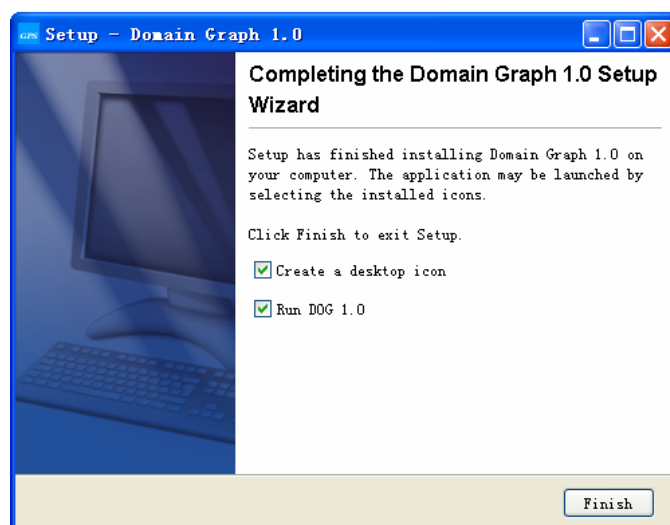 GPS Setup - Domain Graph 1.0
Completing the Domain Graph 1.0 Setup
Wizard
Setup has finished installing Domain Graph 1.0 on
your computer. The application may be launched by
selecting the installed icons.
Click Finish to exit Setup.
Create a desktop icon
Run DOG 1.0
Finish